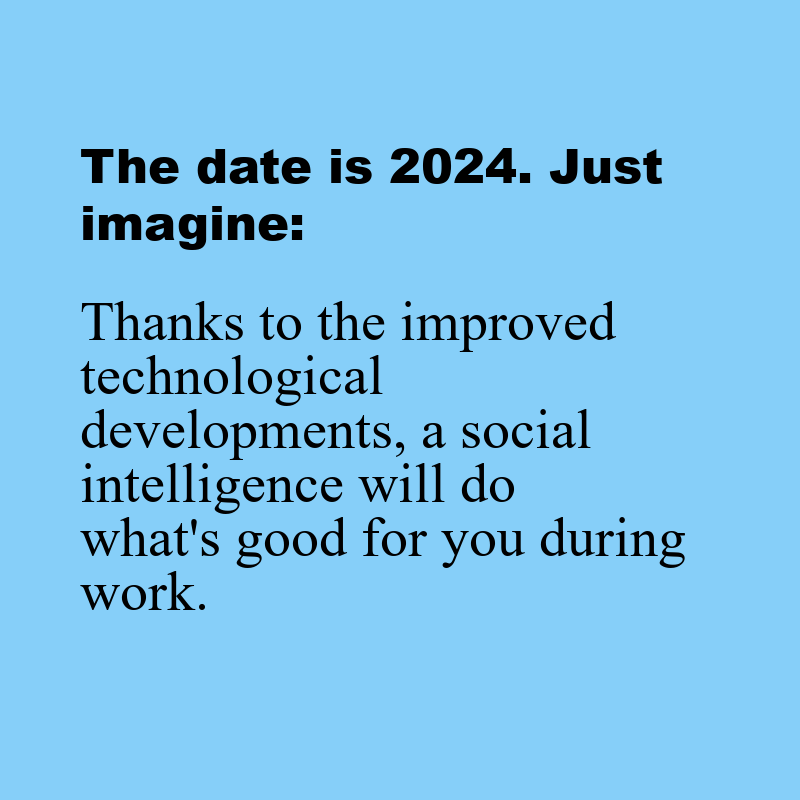 The date is 2024. Just
imagine:
Thanks to the improved
technological
developments, a social
intelligence will do
what's good for you during
work.